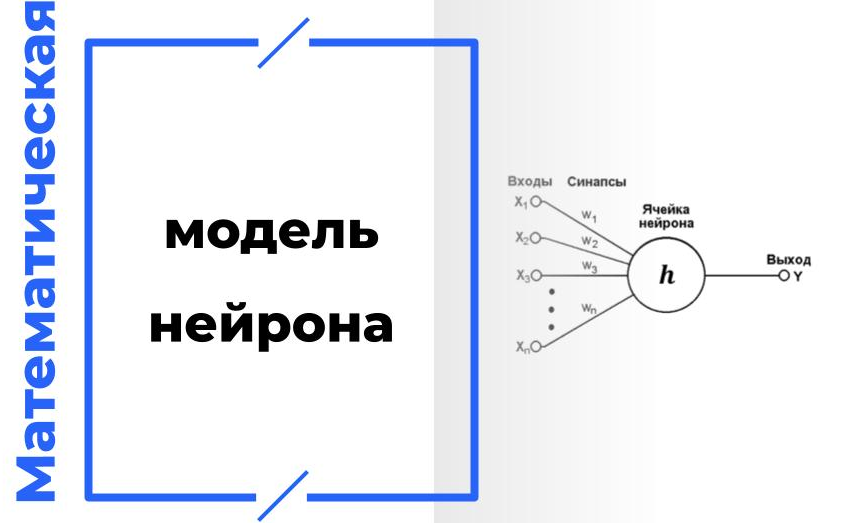 Математическая
модель
нейрона
Входы Синапсы
X1
W1
X2
W2
X3
W3
Xn
Wn
Ячейка
нейрона
h
Выход
Y